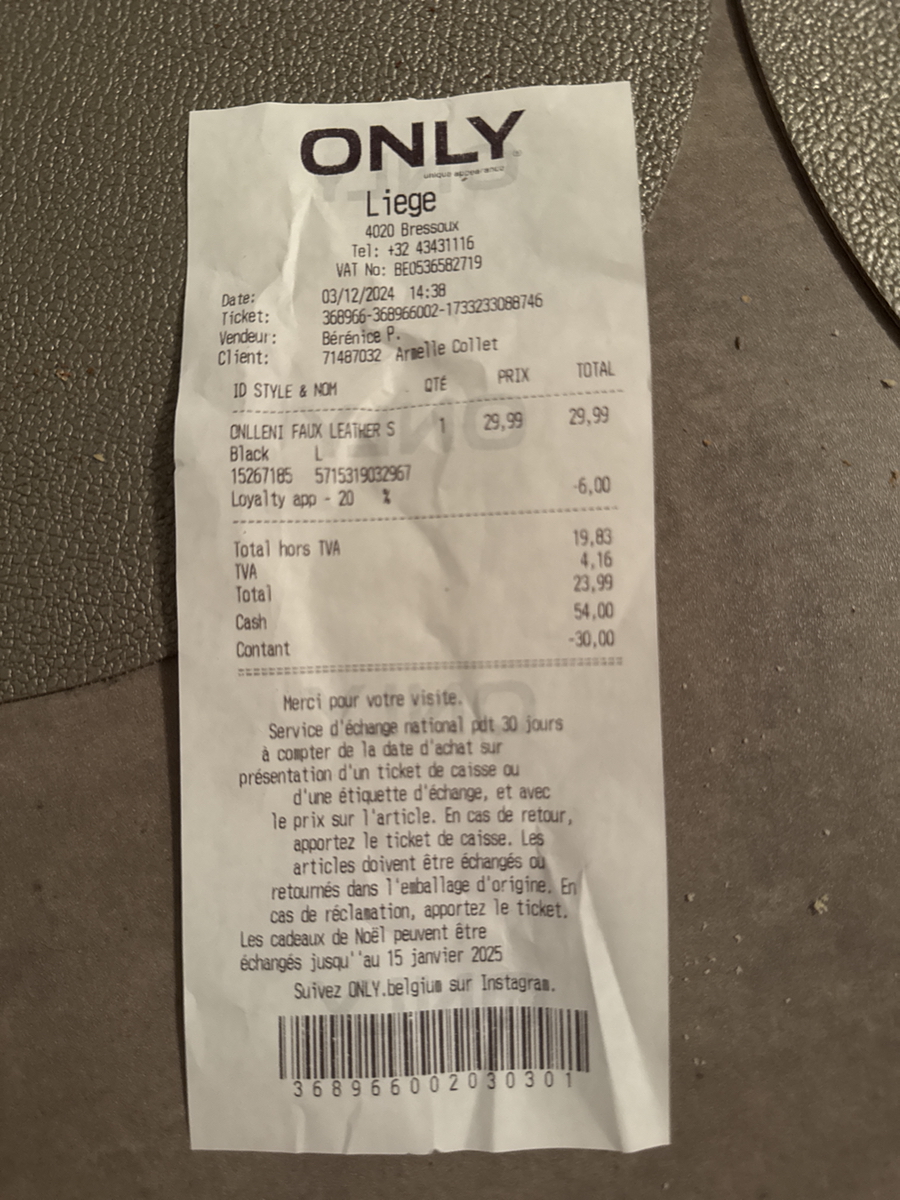 ONLY
unique appearance
Liege
4020 Bressoux
Tel: +32 43431116
VAT No: BE0536582719
Date: 03/12/2024 14:38
Ticket: 368966-368966002-1733233088746
Vendeur: Bérénice P.
Client: 71487032 Armelle Collet
ID STYLE & NOM QTÉ PRIX TOTAL
ONLLENI FAUX LEATHER S 1 29,99 29,99
Black L
15267185 5715319032967
Loyalty app - 20 % -6,00
Total hors TVA 19,83
TVA 4,16
Total 23,99
Cash 54,00
Contant -30,00
Merci pour votre visite.
Service d'échange national pdt 30 jours
à compter de la date d'achat sur
présentation d'un ticket de caisse ou
d'une étiquette d'échange, et avec
le prix sur l'article. En cas de retour,
apportez le ticket de caisse. Les
articles doivent être échangés ou
retournés dans l'emballage d'origine. En
cas de réclamation, apportez le ticket.
Les cadeaux de Noël peuvent être
échangés jusqu''au 15 janvier 2025
Suivez ONLY.belgium sur Instagram.
368966002030301